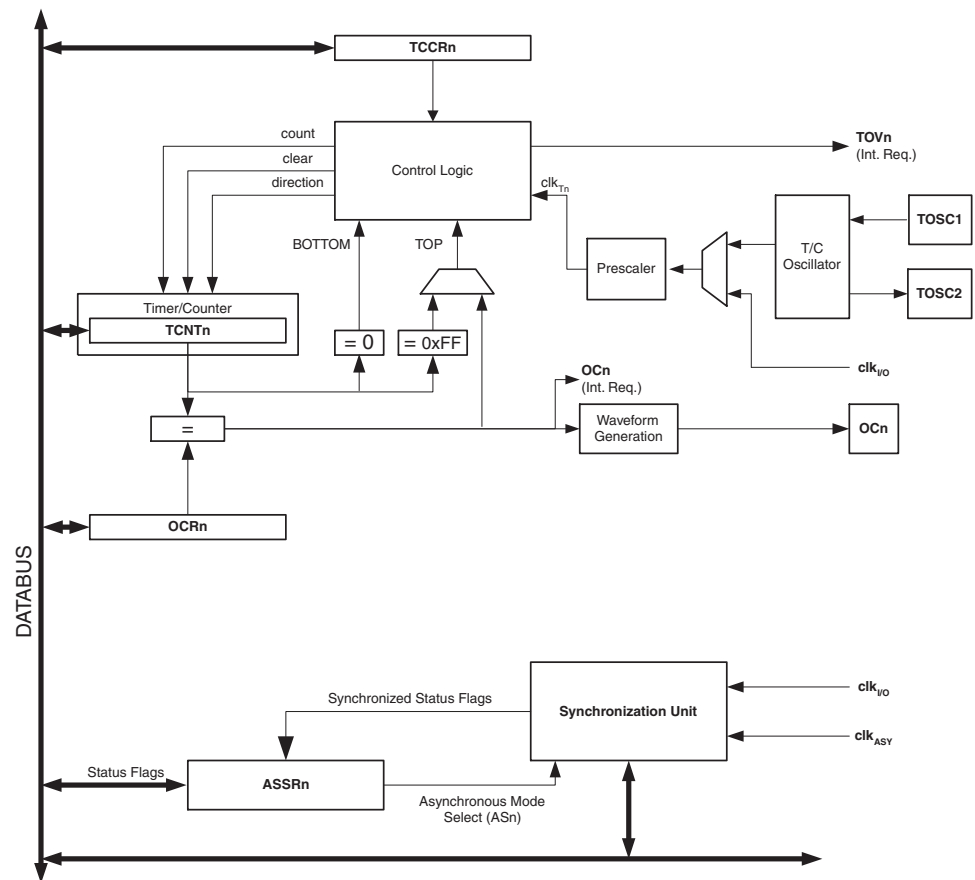 TCCRn
count
clear
direction
Control Logic
TOVn
(Int. Req.)
clkTn
BOTTOM
TOP
Prescaler
T/C
Oscillator
TOSC1
TOSC2
Timer/Counter
TCNTn
= 0
= 0xFF
OCn
(Int. Req.)
clkI/O
=
Waveform
Generation
OCn
OCRn
DATABUS
Synchronized Status Flags
Synchronization Unit
clkI/O
clkASY
Status Flags
ASSRn
Asynchronous Mode
Select (ASn)